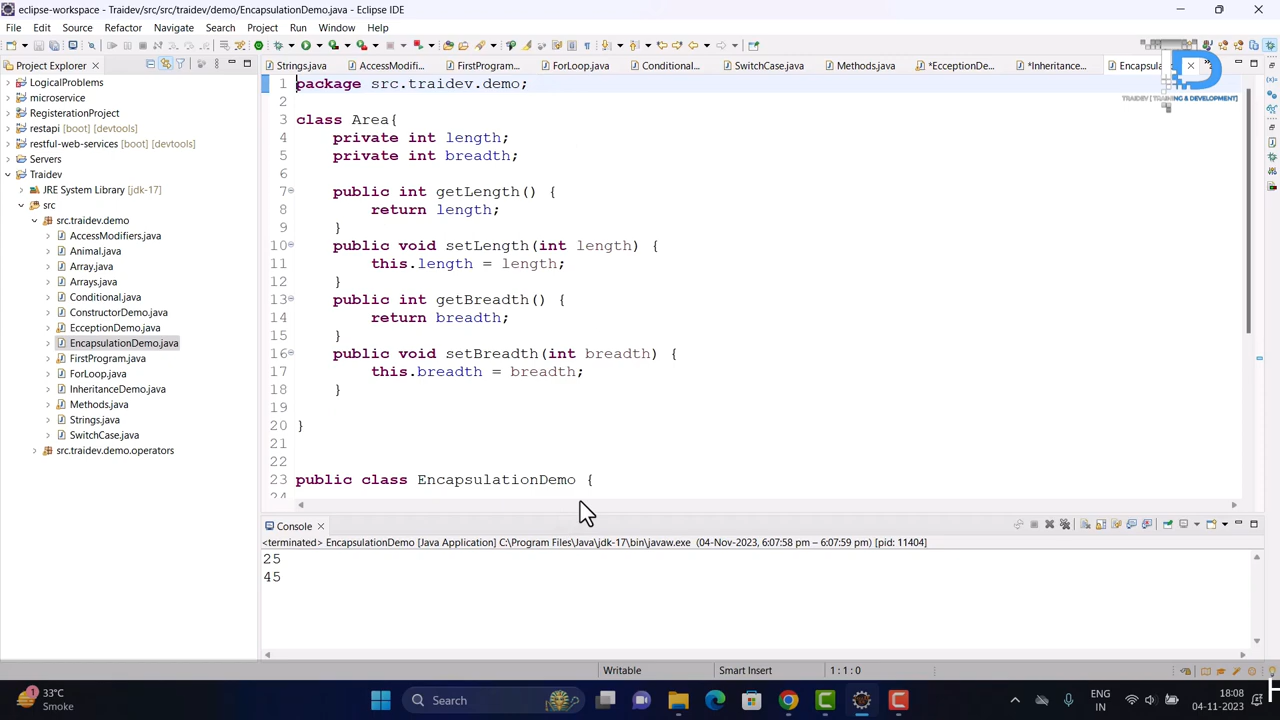 eclipse-workspace - Traidev/src/src/traidev/demo/EncapsulationDemo.java - Eclipse IDE
File Edit Source Refactor Navigate Search Project Run Window Help
Project Explorer
Strings.java AccessModifi... FirstProgram... ForLoop.java Conditional.... SwitchCase.java Methods.java *EcceptionDe... *Inheritance... Encapsula
LogicalProblems
microservice
RegistrerationProject
restapi [boot] [devtools]
restful-web-services [boot] [devtools]
Servers
Traidev
JRE System Library [jdk-17]
src
src.traidev.demo
AccessModifiers.java
Animal.java
Array.java
Arrays.java
Conditional.java
ConstructorDemo.java
EcceptionDemo.java
EncapsulationDemo.java
FirstProgram.java
ForLoop.java
InheritanceDemo.java
Methods.java
Strings.java
SwitchCase.java
src.traidev.demo.operators
1 package src.traidev.demo;
2
3 class Area{
4 private int length;
5 private int breadth;
6
7 public int getLength() {
8 return length;
9 }
10 public void setLength(int length) {
11 this.length = length;
12 }
13 public int getBreadth() {
14 return breadth;
15 }
16 public void setBreadth(int breadth) {
17 this.breadth = breadth;
18 }
19
20 }
21
22
23 public class EncapsulationDemo {
24
D
TRAIDEV [ TRAINING & DEVELOPMENT]
Console
<terminated> EncapsulationDemo [Java Application] C:\Program Files\Java\jdk-17\bin\javaw.exe (04-Nov-2023, 6:07:58 pm – 6:07:59 pm) [pid: 11404]
25
45
Writable Smart Insert 1 : 1 : 0
1
33°C
Smoke
Search
ENG
IN
18:08
04-11-2023